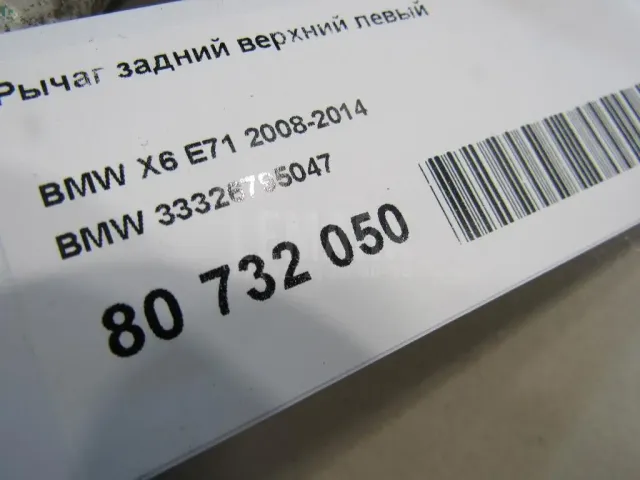 Рычаг задний верхний левый
BMW X6 E71 2008-2014
BMW 33326795047
80 732 050